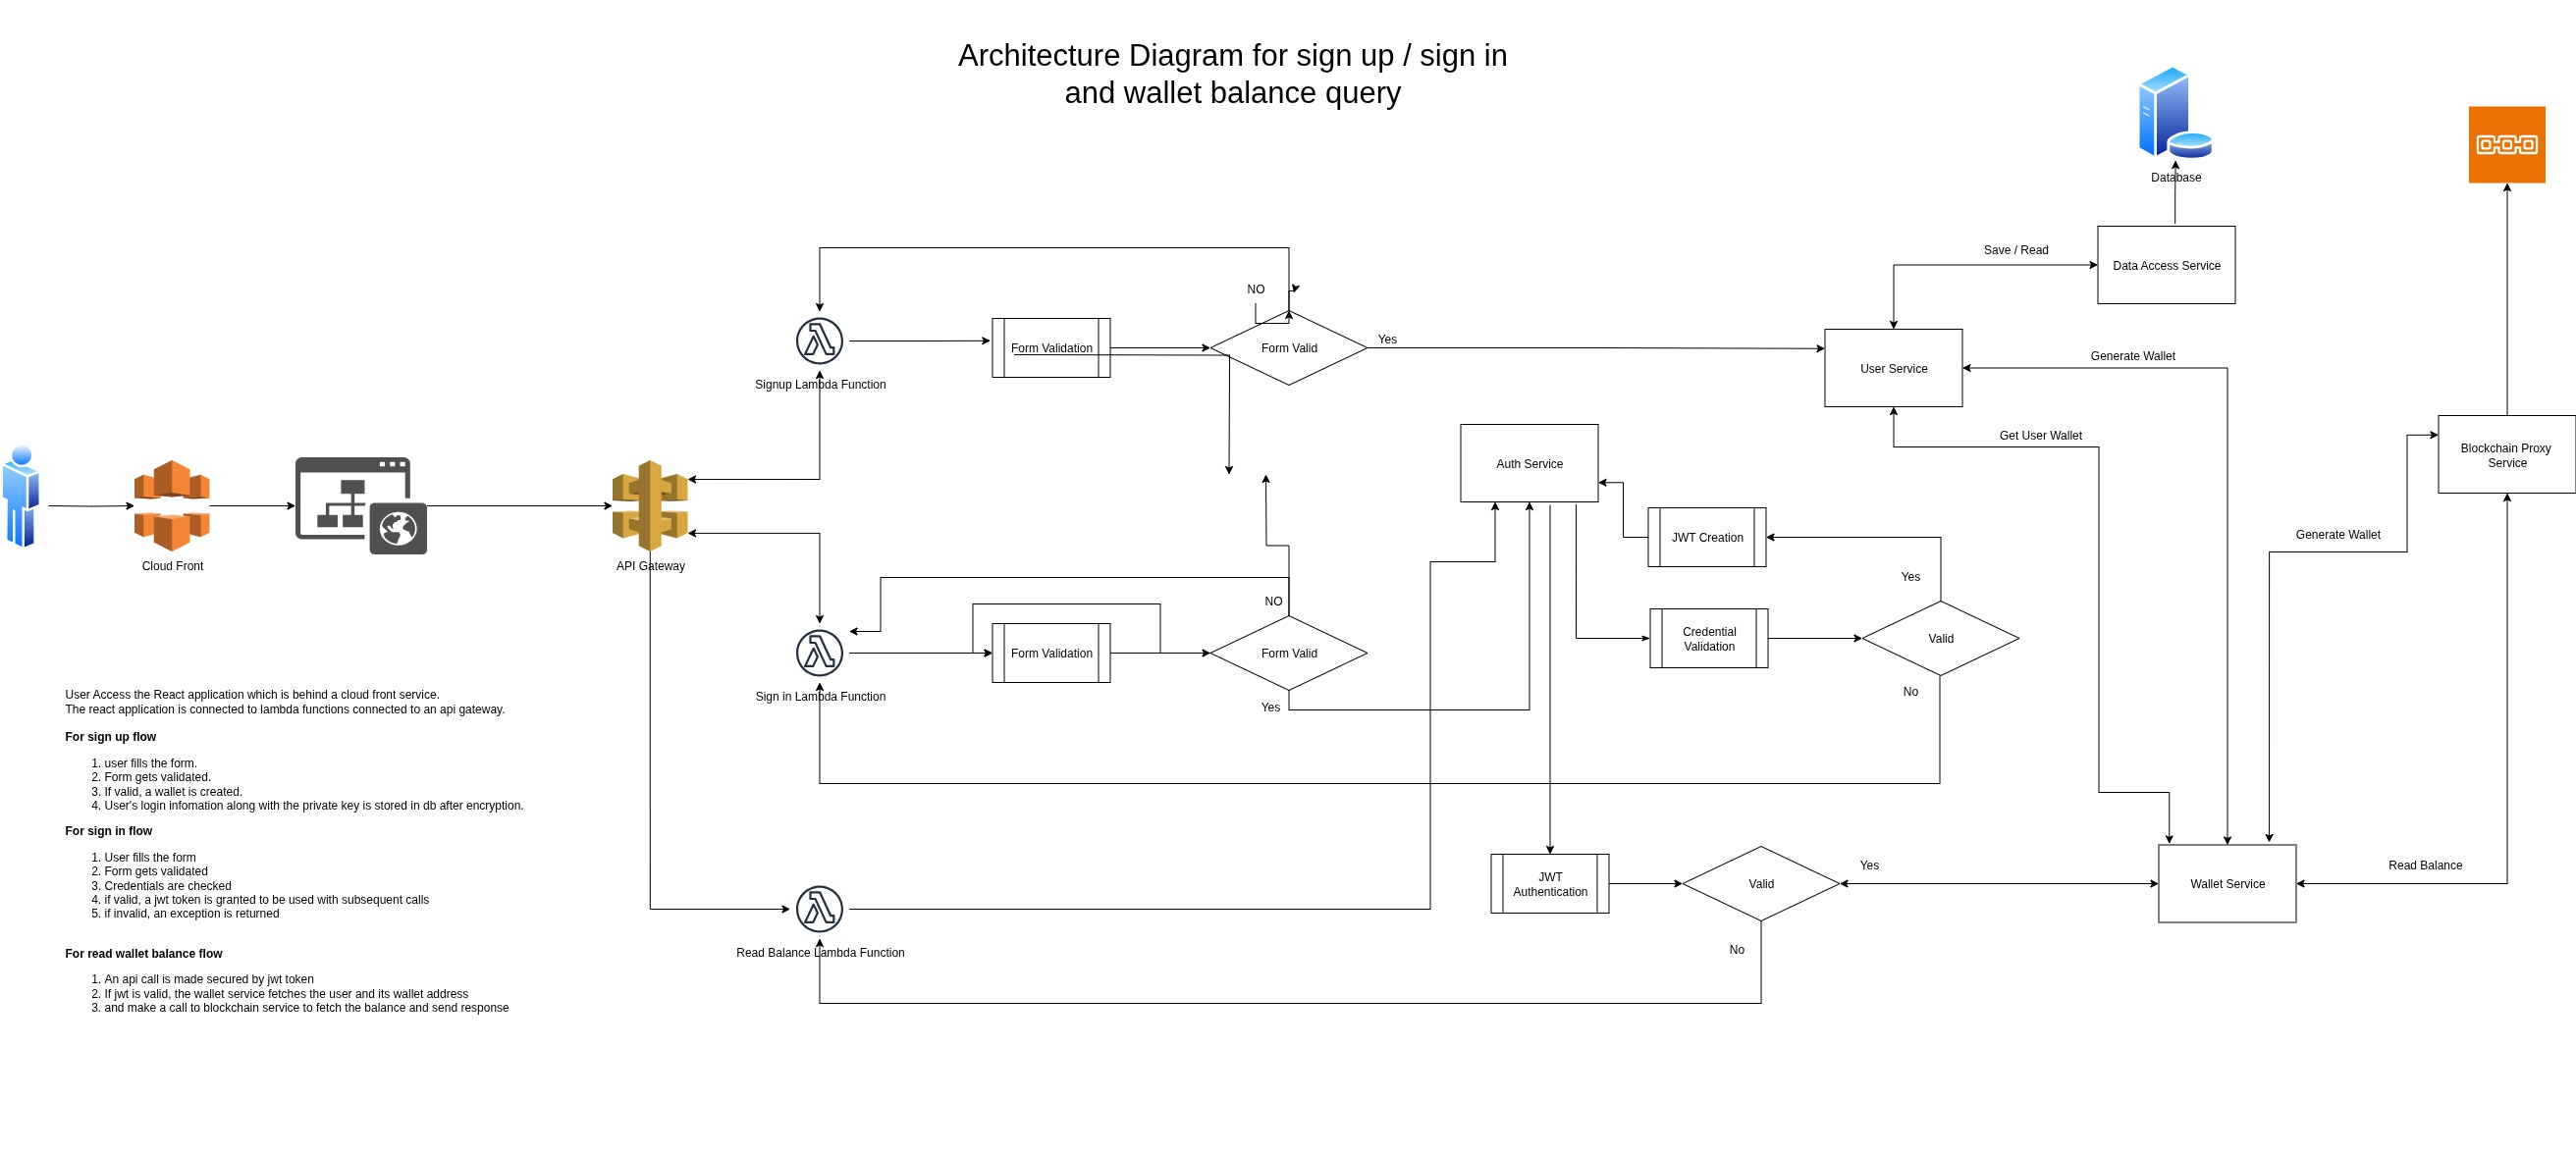 Architecture Diagram for sign up / sign in
and wallet balance query
Database
Save / Read
Data Access Service
NO
Form Validation
Form Valid
Yes
User Service
Generate Wallet
Signup Lambda Function
Get User Wallet
Blockchain Proxy
Service
Auth Service
JWT Creation
Generate Wallet
Cloud Front
API Gateway
Yes
NO
Form Validation
Form Valid
Credential
Validation
Valid
Sign in Lambda Function
Yes
No
User Access the React application which is behind a cloud front service.
The react application is connected to lambda functions connected to an api gateway.
For sign up flow
1. user fills the form.
2. Form gets validated.
3. If valid, a wallet is created.
4. User's login infomation along with the private key is stored in db after encryption.
For sign in flow
1. User fills the form
2. Form gets validated
3. Credentials are checked
4. if valid, a jwt token is granted to be used with subsequent calls
5. if invalid, an exception is returned
For read wallet balance flow
1. An api call is made secured by jwt token
2. If jwt is valid, the wallet service fetches the user and its wallet address
3. and make a call to blockchain service to fetch the balance and send response
JWT
Authentication
Valid
Yes
Wallet Service
Read Balance
Read Balance Lambda Function
No